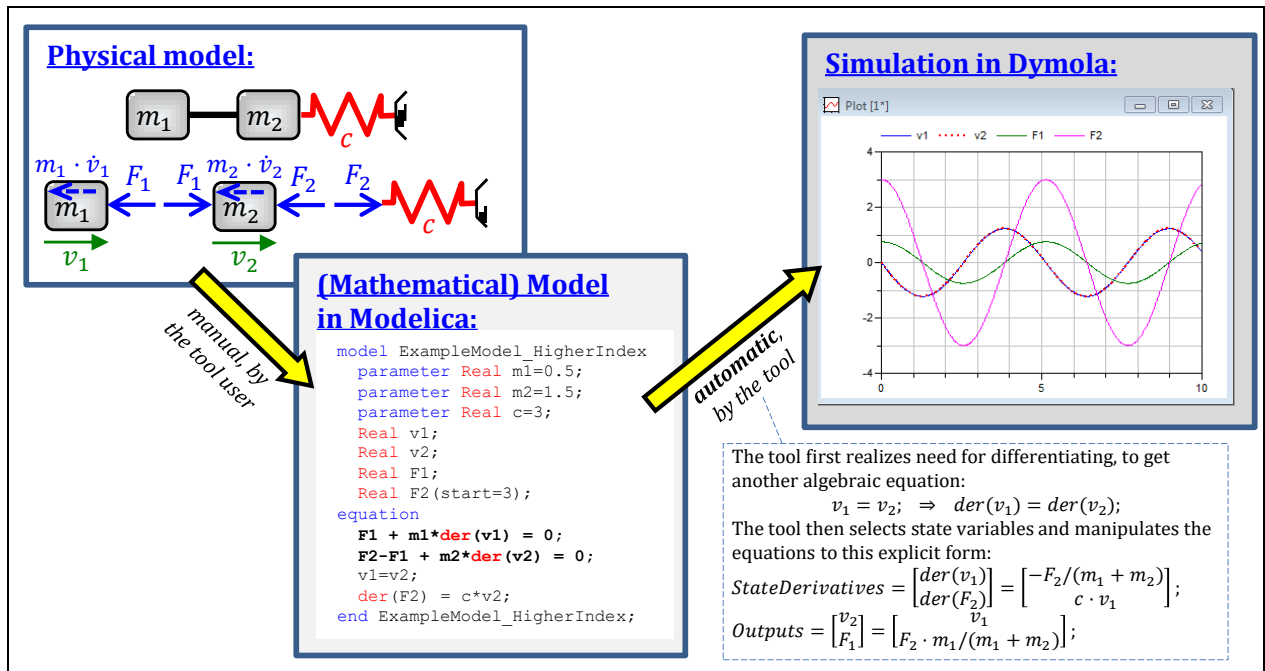 Physical model:
m₁ m₂
c
m₁ · v̇₁ F₁ F₁ m₂ · v̇₂ F₂ F₂
m₁ m₂ c
v₁ v₂
manual, by
the tool user
(Mathematical) Model
in Modelica:
model ExampleModel_HigherIndex
parameter Real m1=0.5;
parameter Real m2=1.5;
parameter Real c=3;
Real v1;
Real v2;
Real F1;
Real F2(start=3);
equation
F1 + m1*der(v1) = 0;
F2-F1 + m2*der(v2) = 0;
v1=v2;
der(F2) = c*v2;
end ExampleModel_HigherIndex;
automatic,
by the tool
Simulation in Dymola:
Plot [1*]
v1 v2 F1 F2
4
2
0
-2
-4
0 5 10
The tool first realizes need for differentiating, to get
another algebraic equation:
v₁ = v₂; ⇒ der(v₁) = der(v₂);
The tool then selects state variables and manipulates the
equations to this explicit form:
StateDerivatives = [der(v₁) der(F₂)] = [−F₂/(m₁ + m₂) c · v₁];
Outputs = [v₂ F₁] = [v₁ F₂ · m₁/(m₁ + m₂)];